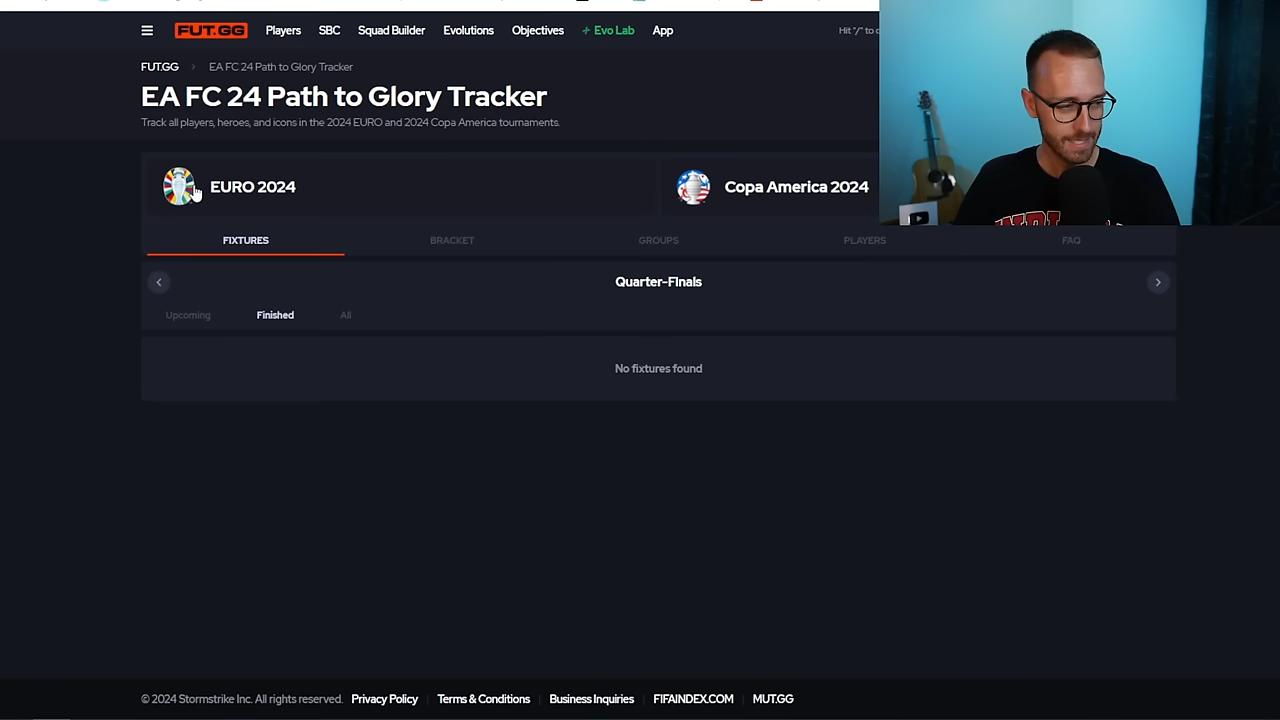 FUT.GG Players SBC Squad Builder Evolutions Objectives + Evo Lab App Hit "/" to
FUT.GG > EA FC 24 Path to Glory Tracker
EA FC 24 Path to Glory Tracker
Track all players, heroes, and icons in the 2024 EURO and 2024 Copa America tournaments.
EURO 2024 Copa America 2024
FIXTURES BRACKET GROUPS PLAYERS FAQ
Quarter-Finals
Upcoming Finished All
No fixtures found
© 2024 Stormstrike Inc. All rights reserved. Privacy Policy | Terms & Conditions | Business Inquiries | FIFAINDEX.COM | MUT.GG